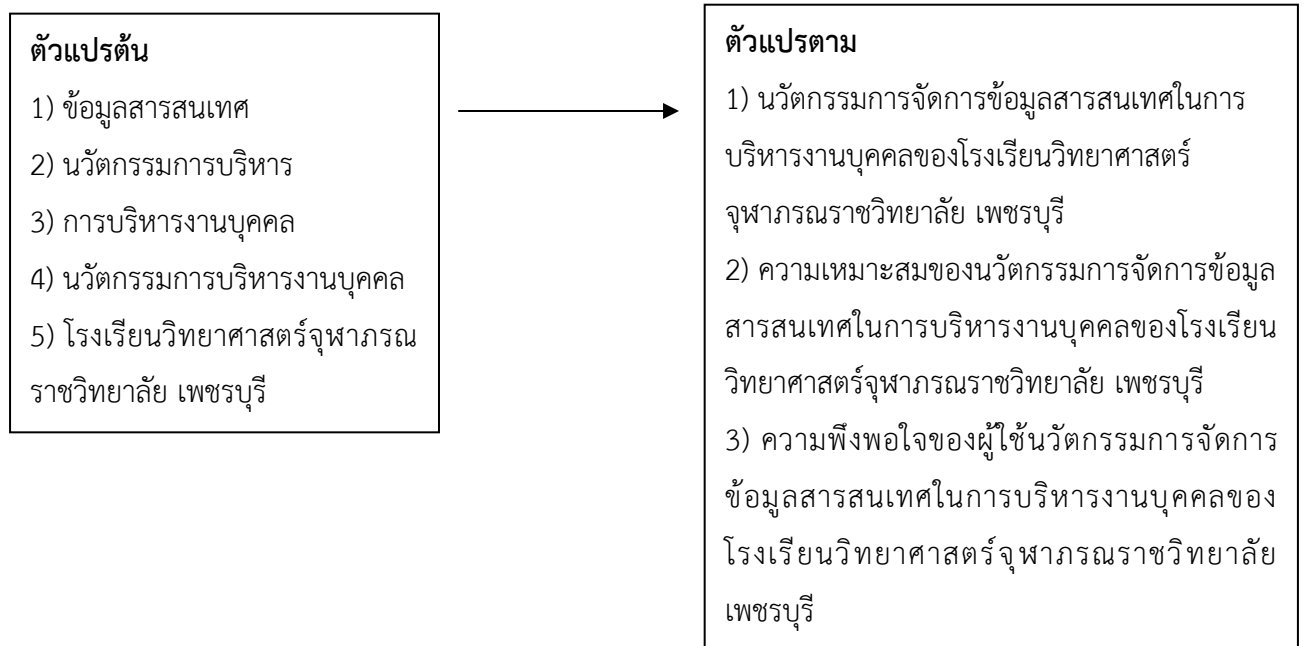 ตัวแปรต้น
1) ข้อมูลสารสนเทศ
2) นวัตกรรมการบริหาร
3) การบริหารงานบุคคล
4) นวัตกรรมการบริหารงานบุคคล
5) โรงเรียนวิทยาศาสตร์จุฬาภรณ
ราชวิทยาลัย เพชรบุรี
ตัวแปรตาม
1) นวัตกรรมการจัดการข้อมูลสารสนเทศในการ
บริหารงานบุคคลของโรงเรียนวิทยาศาสตร์
จุฬาภรณราชวิทยาลัย เพชรบุรี
2) ความเหมาะสมของนวัตกรรมการจัดการข้อมูล
สารสนเทศในการบริหารงานบุคคลของโรงเรียน
วิทยาศาสตร์จุฬาภรณราชวิทยาลัย เพชรบุรี
3) ความพึงพอใจของผู้ใช้นวัตกรรมการจัดการ
ข้อมูลสารสนเทศในการบริหารงานบุคคลของ
โรงเรียนวิทยาศาสตร์จุฬาภรณราชวิทยาลัย
เพชรบุรี